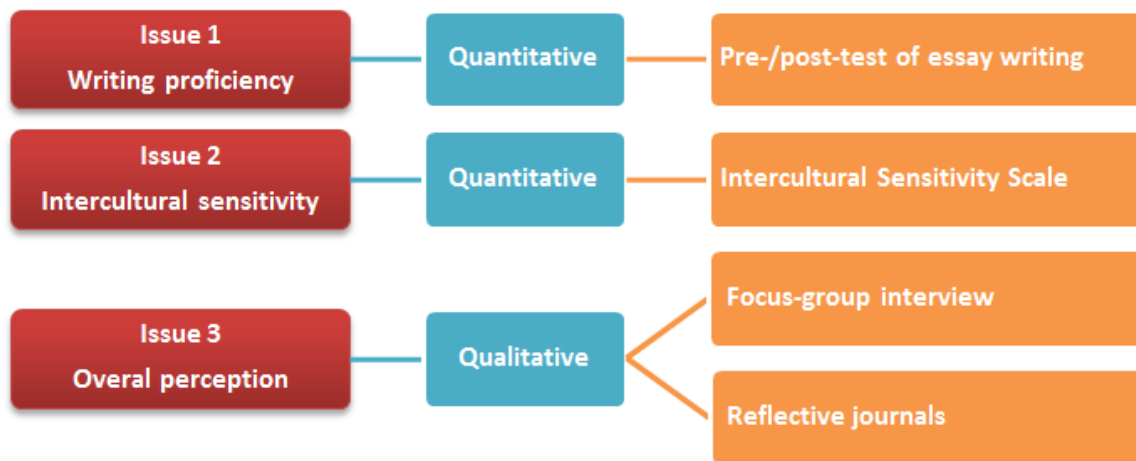 Issue 1
Writing proficiency
Quantitative
Pre-/post-test of essay writing
Issue 2
Intercultural sensitivity
Quantitative
Intercultural Sensitivity Scale
Issue 3
Overal perception
Qualitative
Focus-group interview
Reflective journals